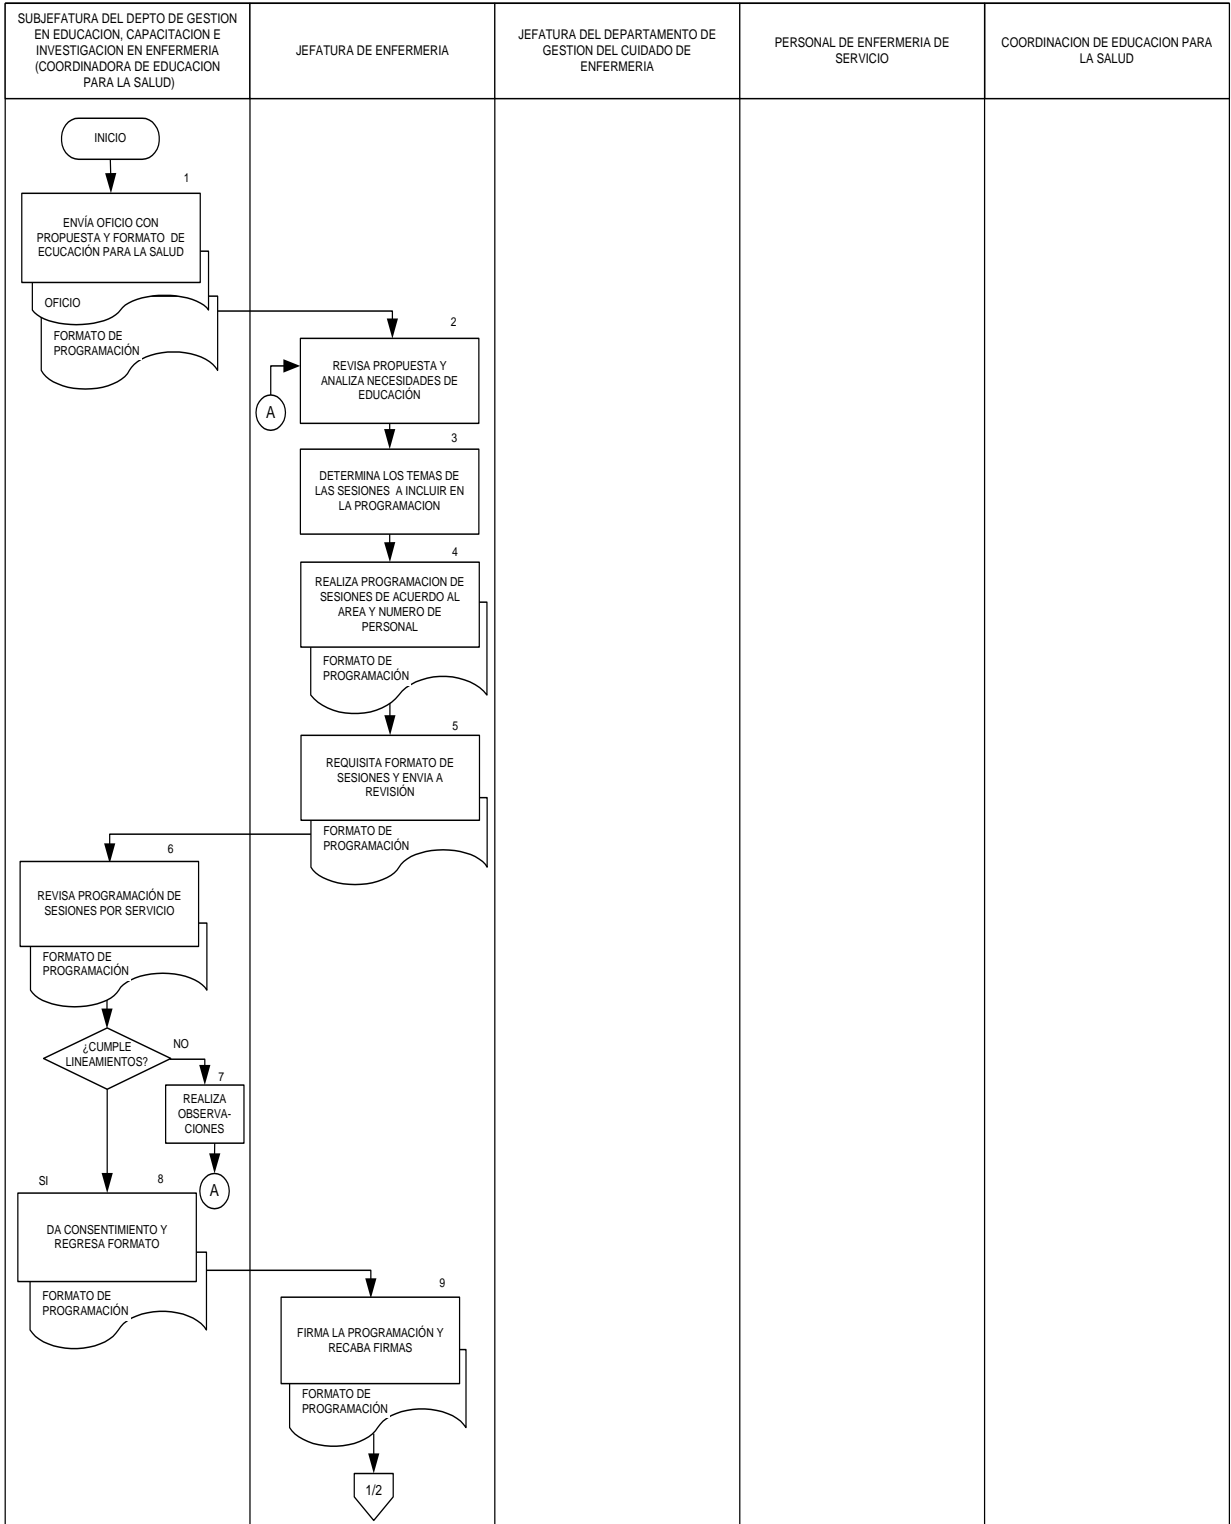 SUBJEFATURA DEL DEPTO DE GESTION
EN EDUCACION, CAPACITACION E
INVESTIGACION EN ENFERMERIA
(COORDINADORA DE EDUCACION
PARA LA SALUD)
JEFATURA DE ENFERMERIA
JEFATURA DEL DEPARTAMENTO DE
GESTION DEL CUIDADO DE
ENFERMERIA
PERSONAL DE ENFERMERIA DE
SERVICIO
COORDINACION DE EDUCACION PARA
LA SALUD
INICIO
1
ENVÍA OFICIO CON
PROPUESTA Y FORMATO DE
ECUCACIÓN PARA LA SALUD
OFICIO
FORMATO DE
PROGRAMACIÓN
2
REVISA PROPUESTA Y
ANALIZA NECESIDADES DE
EDUCACIÓN
A
3
DETERMINA LOS TEMAS DE
LAS SESIONES A INCLUIR EN
LA PROGRAMACION
4
REALIZA PROGRAMACION DE
SESIONES DE ACUERDO AL
AREA Y NUMERO DE
PERSONAL
FORMATO DE
PROGRAMACIÓN
5
REQUISITA FORMATO DE
SESIONES Y ENVIA A
REVISIÓN
FORMATO DE
PROGRAMACIÓN
6
REVISA PROGRAMACIÓN DE
SESIONES POR SERVICIO
FORMATO DE
PROGRAMACIÓN
¿CUMPLE
LINEAMIENTOS?
NO
7
REALIZA
OBSERVA-
CIONES
A
SI
8
DA CONSENTIMIENTO Y
REGRESA FORMATO
FORMATO DE
PROGRAMACIÓN
9
FIRMA LA PROGRAMACIÓN Y
RECABA FIRMAS
FORMATO DE
PROGRAMACIÓN
1/2